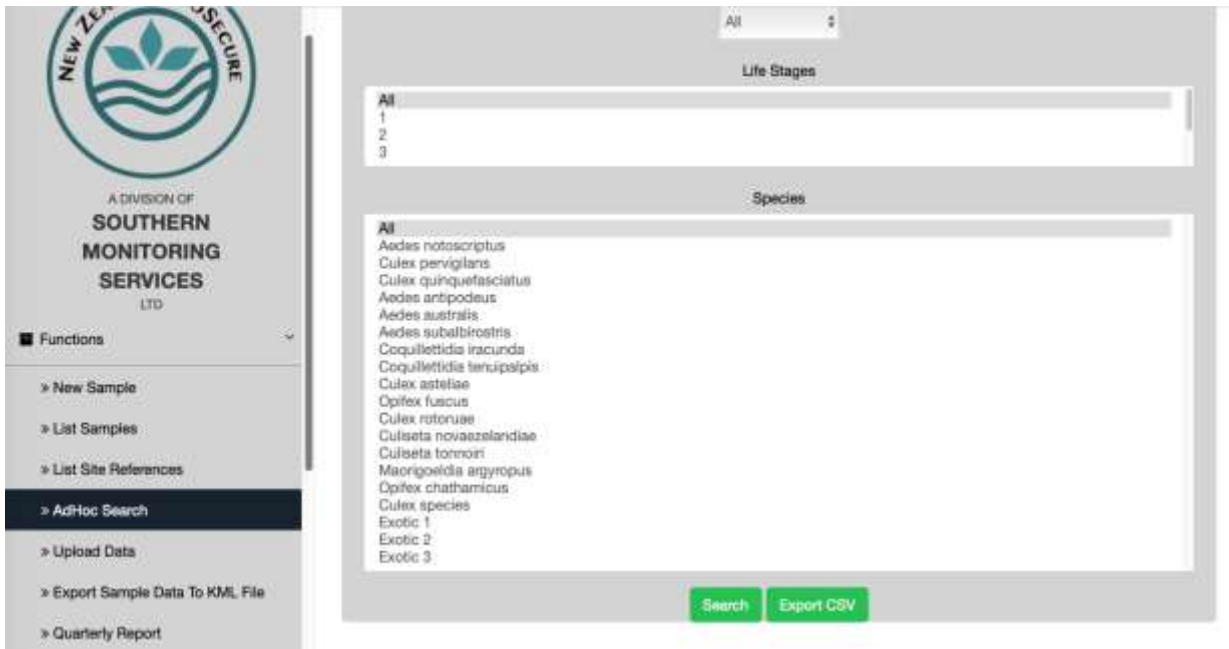 NEW
SECURE
A DIVISION OF
SOUTHERN
MONITORING
SERVICES
LTD
Functions
» New Sample
» List Samples
» List Site References
» AdHoc Search
» Upload Data
» Export Sample Data To KML File
» Quarterly Report
All
Life Stages
All
1
2
3
Species
All
Aedes notoscriptus
Culex pervigilans
Culex quinquefasciatus
Aedes antipodeus
Aedes australis
Aedes subalbirostris
Coquillettidia iracunda
Coquillettidia tenuipalpis
Culex asteliae
Opifex fuscus
Culex rotoruae
Culiseta novaezelandiae
Culiseta tonnoiri
Maorigoeldia argyropus
Opifex chathamicus
Culex species
Exotic 1
Exotic 2
Exotic 3
Search
Export CSV